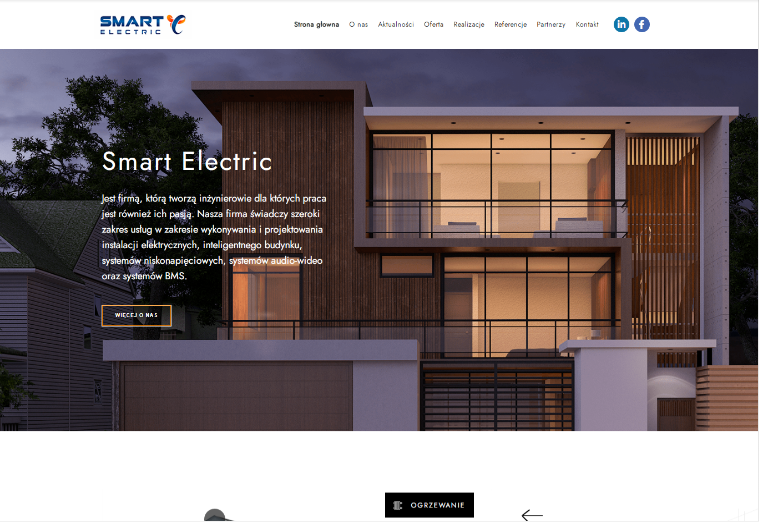 SMART
ELECTRIC
Strona głowna O nas Aktualności Oferta Realizacje Referencje Partnerzy Kontakt
in f
Smart Electric
Jest firmą, którą tworzą inżynierowie dla których praca
jest również ich pasją. Nasza firma świadczy szeroki
zakres usług w zakresie wykonywania i projektowania
instalacji elektrycznych, inteligentnego budynku,
systemów niskonapięciowych, systemów audio-wideo
oraz systemów BMS.
WIĘCEJ O NAS
OGRZEWANIE